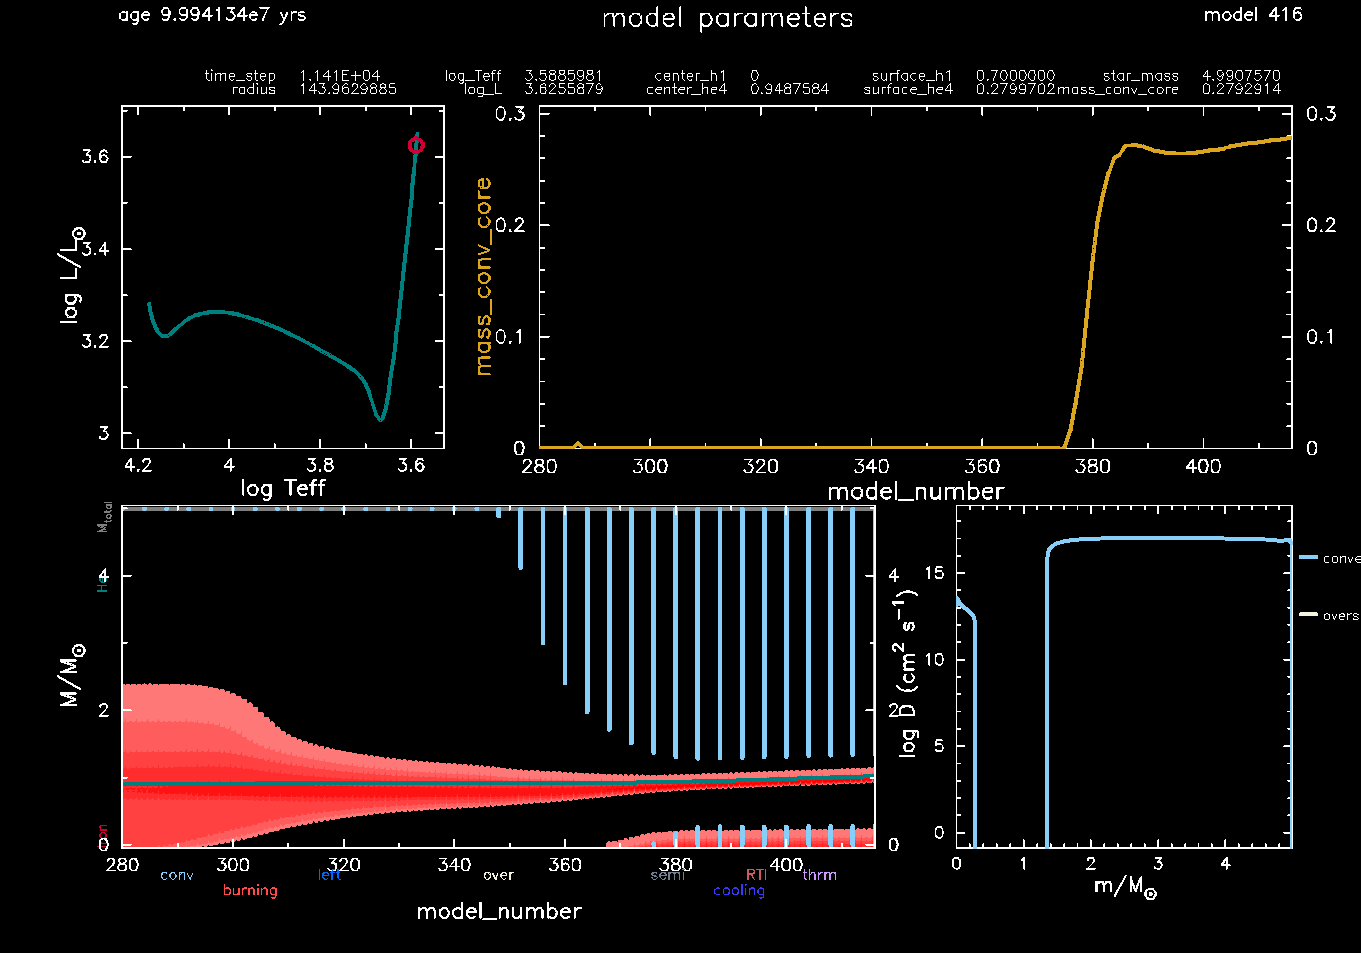 age 9.994134e7 yrs
model parameters
model 416
time_step 1.141E+04 log_Teff 3.5885981 center_h1 0 surface_h1 0.7000000 star_mass 4.9907570
radius 143.9629885 log_L 3.6255879 center_he4 0.9487584 surface_he4 0.2799702 mass_conv_core 0.2792914
log L/L⊙
3.6
3.4
3.2
3
4.2 4 3.8 3.6
log Teff
mass_conv_core
0.3
0.2
0.1
0
0.3
0.2
0.1
0
280 300 320 340 360 380 400
model_number
M/M⊙
Mtotal
He
4
2
0
4
2
0
280 300 320 340 360 380 400
conv left over semi RTI thrm
burning cooling
model_number
log D (cm² s⁻¹)
15
10
5
0
0 1 2 3 4
m/M⊙
conve
overs